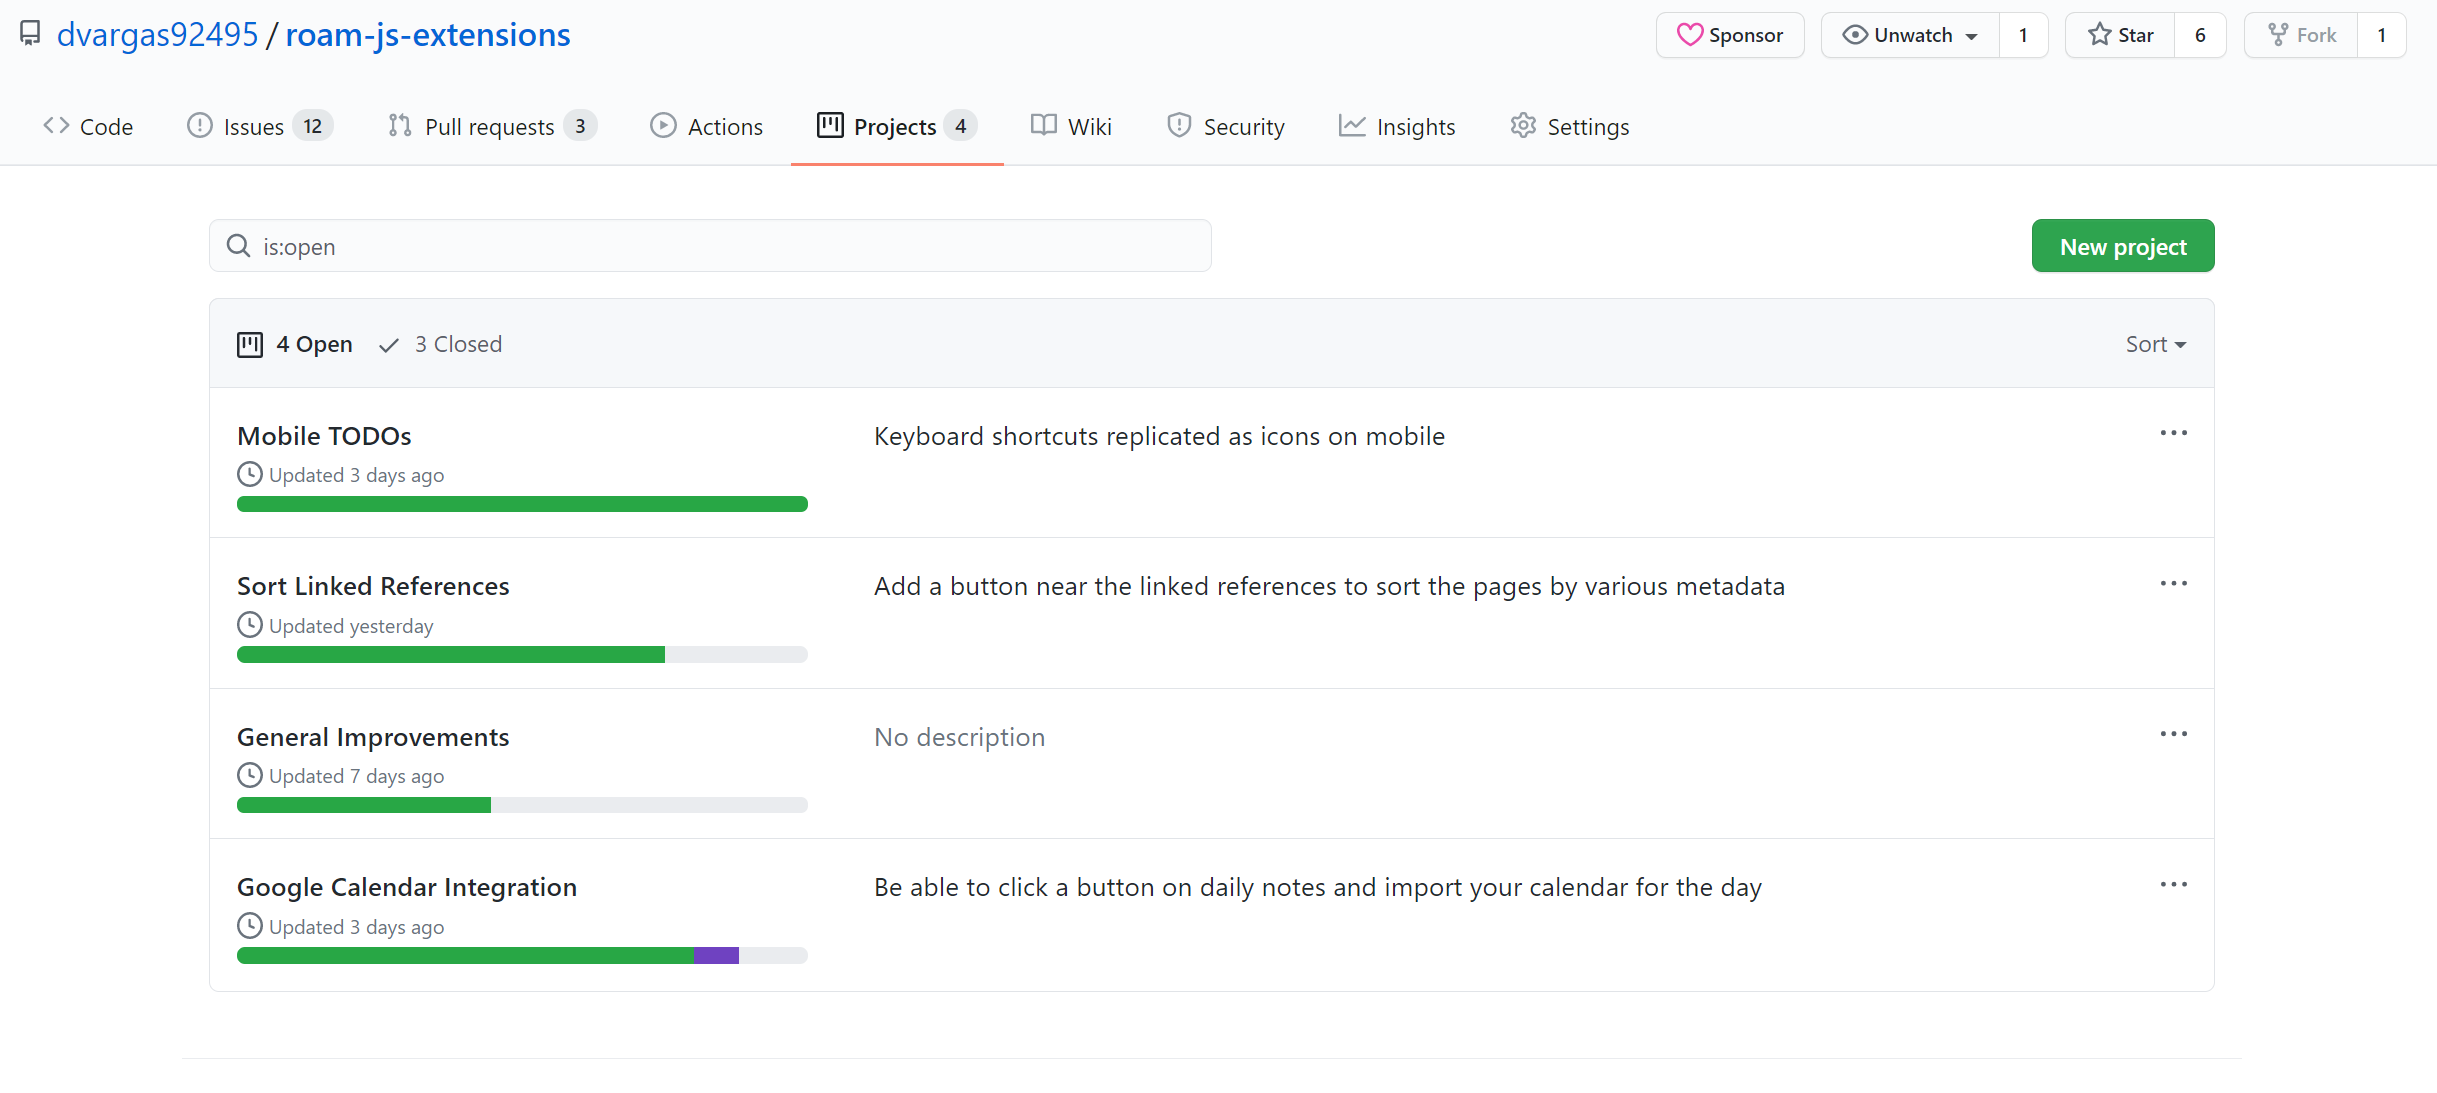 dvargas92495 / roam-js-extensions
Sponsor Unwatch 1 Star 6 Fork 1
Code Issues 12 Pull requests 3 Actions Projects 4 Wiki Security Insights Settings
is:open New project
4 Open 3 Closed Sort
Mobile TODOs Keyboard shortcuts replicated as icons on mobile
Updated 3 days ago
Sort Linked References Add a button near the linked references to sort the pages by various metadata
Updated yesterday
General Improvements No description
Updated 7 days ago
Google Calendar Integration Be able to click a button on daily notes and import your calendar for the day
Updated 3 days ago